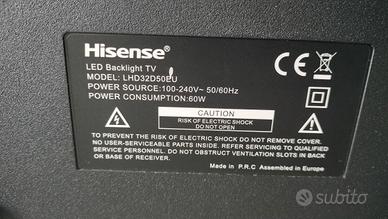 Hisense®
LED Backlight TV
MODEL: LHD32D50EU
POWER SOURCE:100-240V~ 50/60Hz
POWER CONSUMPTION:60W
CE
CAUTION
RISK OF ELECTRIC SHOCK
DO NOT OPEN
WARNING: TO REDUCE THE RISK OF ELECTRIC SHOCK DO NOT REMOVE COVER.
NO USER-SERVICEABLE PARTS INSIDE. REFER SERVICING TO QUALIFIED
SERVICE PERSONNEL. DO NOT OBSTRUCT VENTILATION SLOTS IN REAR
OR BASE OF RECEIVER.
Made in P.R.C Assembled in Europe
subito